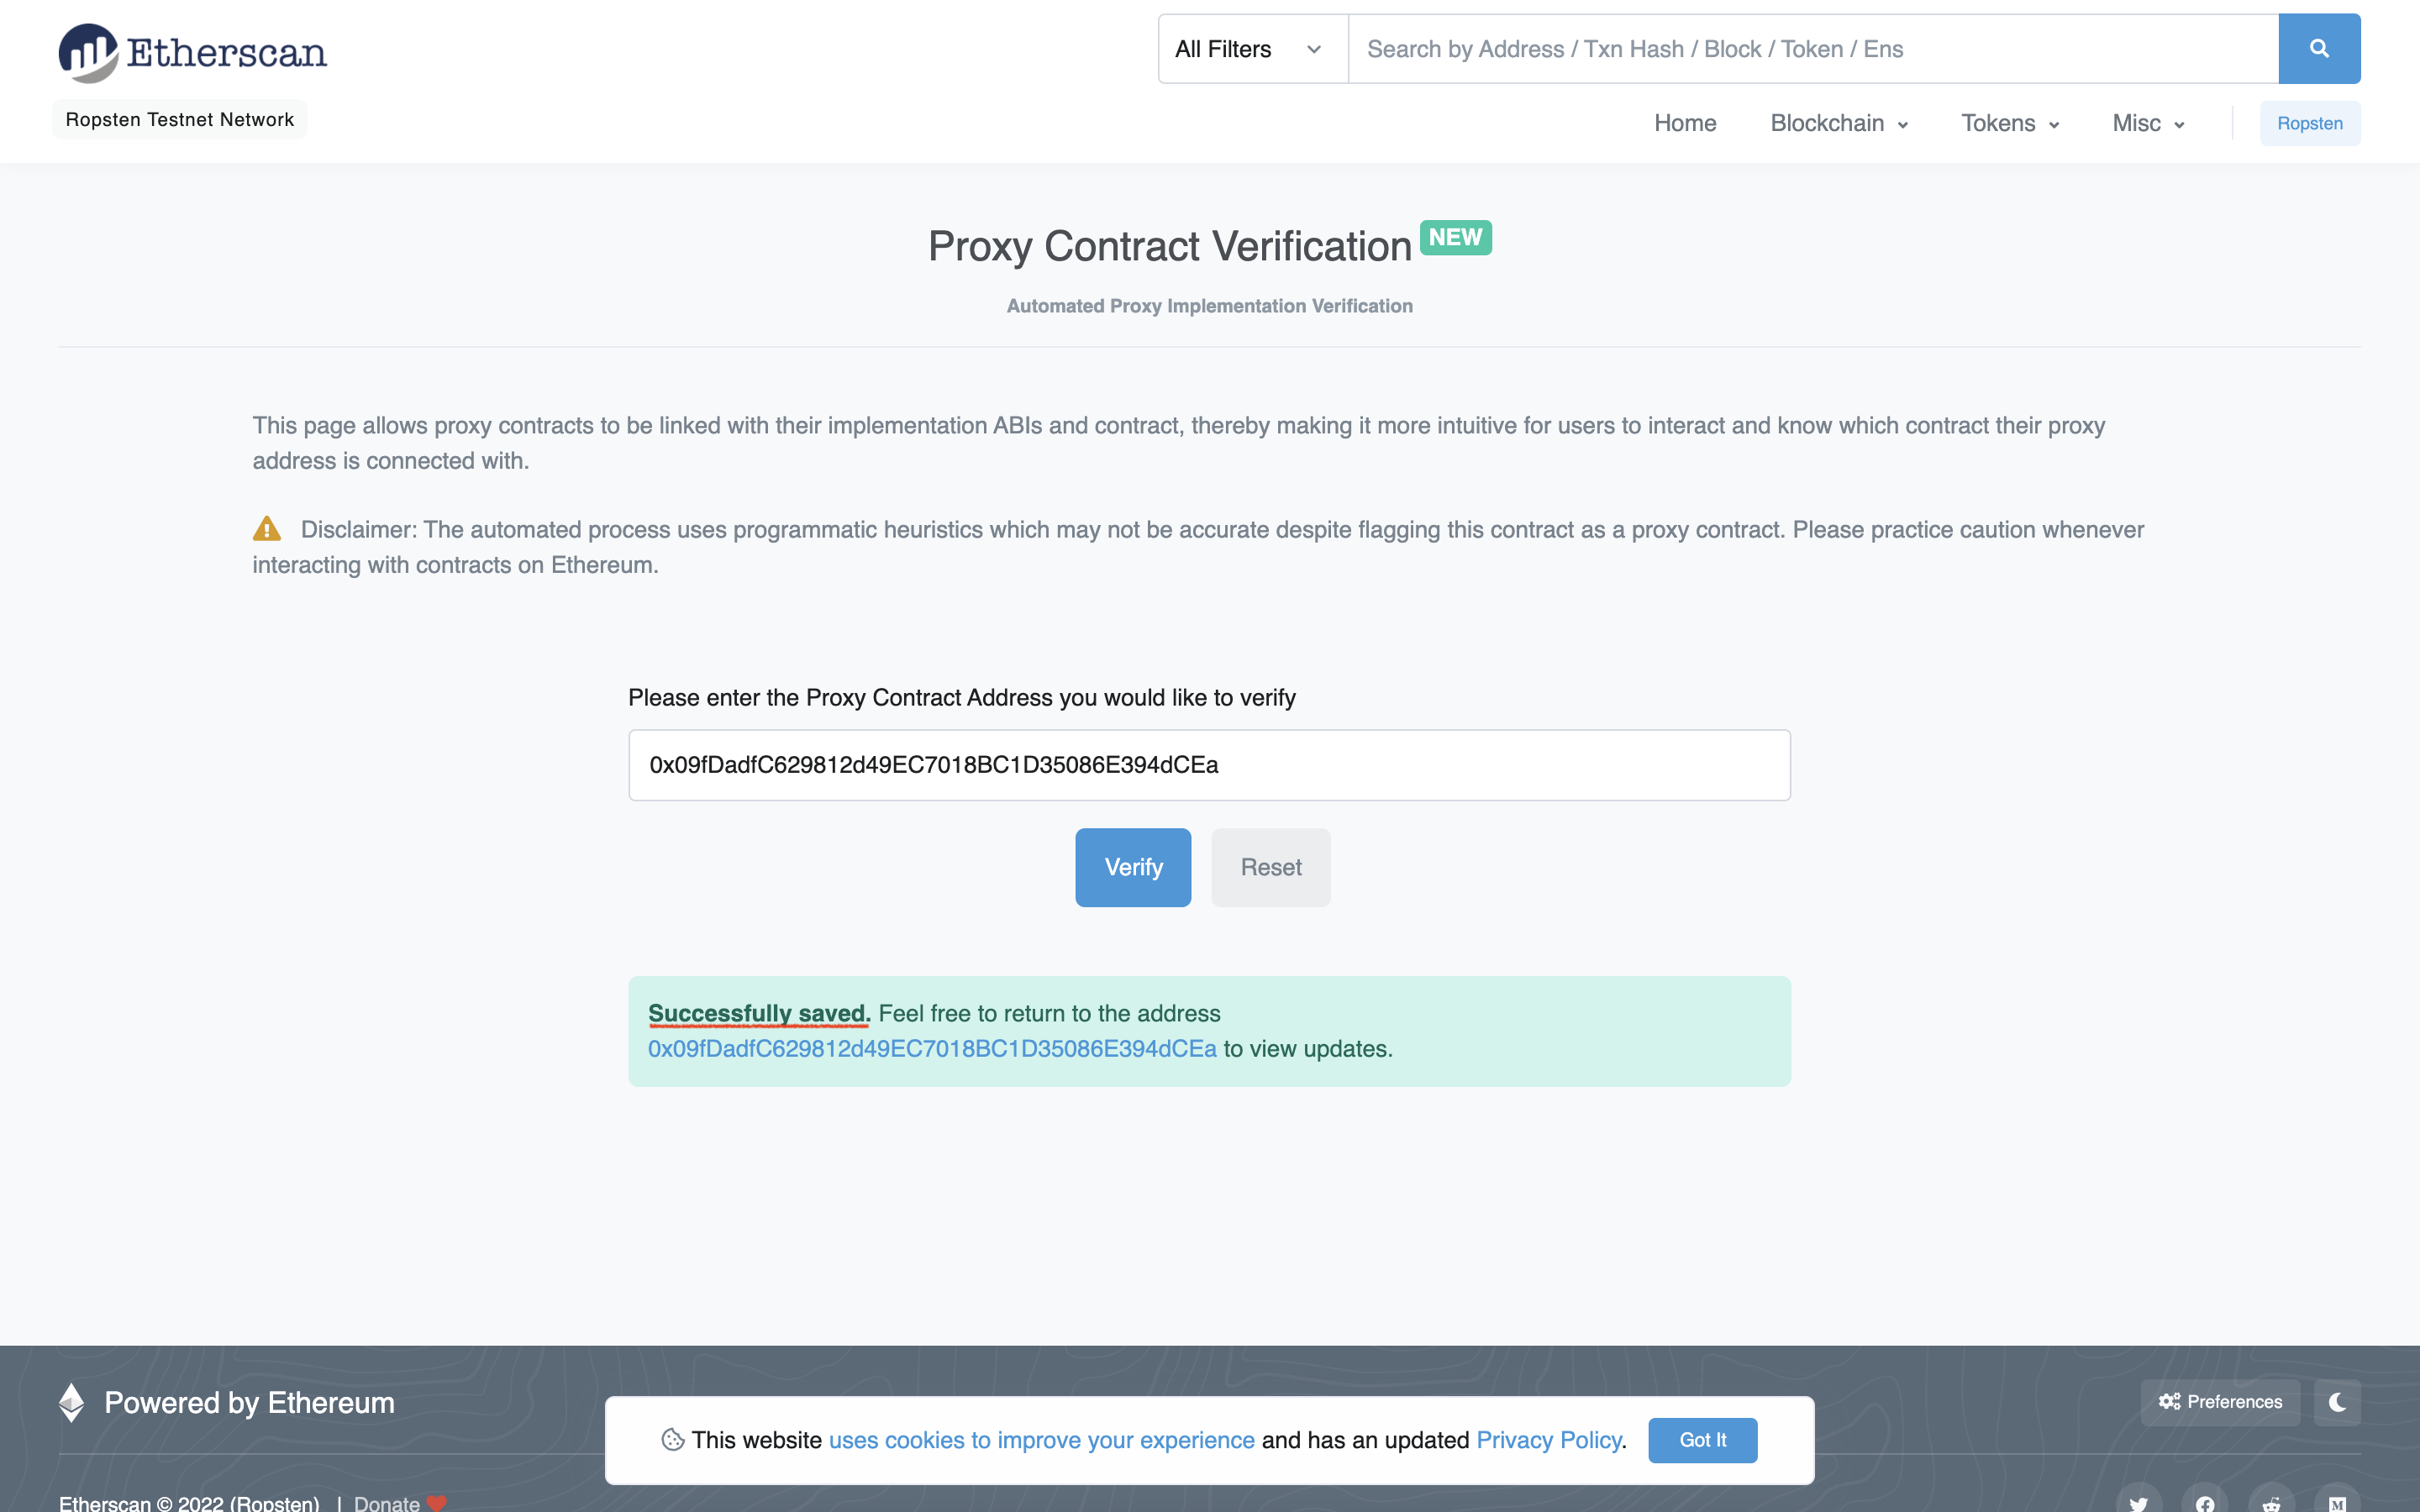 Etherscan
All Filters
Search by Address / Txn Hash / Block / Token / Ens
Ropsten Testnet Network
Home Blockchain Tokens Misc Ropsten
Proxy Contract Verification NEW
Automated Proxy Implementation Verification
This page allows proxy contracts to be linked with their implementation ABIs and contract, thereby making it more intuitive for users to interact and know which contract their proxy
address is connected with.
Disclaimer: The automated process uses programmatic heuristics which may not be accurate despite flagging this contract as a proxy contract. Please practice caution whenever
interacting with contracts on Ethereum.
Please enter the Proxy Contract Address you would like to verify
0x09fDadfC629812d49EC7018BC1D35086E394dCEa
Verify Reset
Successfully saved. Feel free to return to the address
0x09fDadfC629812d49EC7018BC1D35086E394dCEa to view updates.
Powered by Ethereum
Preferences
This website uses cookies to improve your experience and has an updated Privacy Policy. Got It
Etherscan © 2022 (Ropsten) | Donate